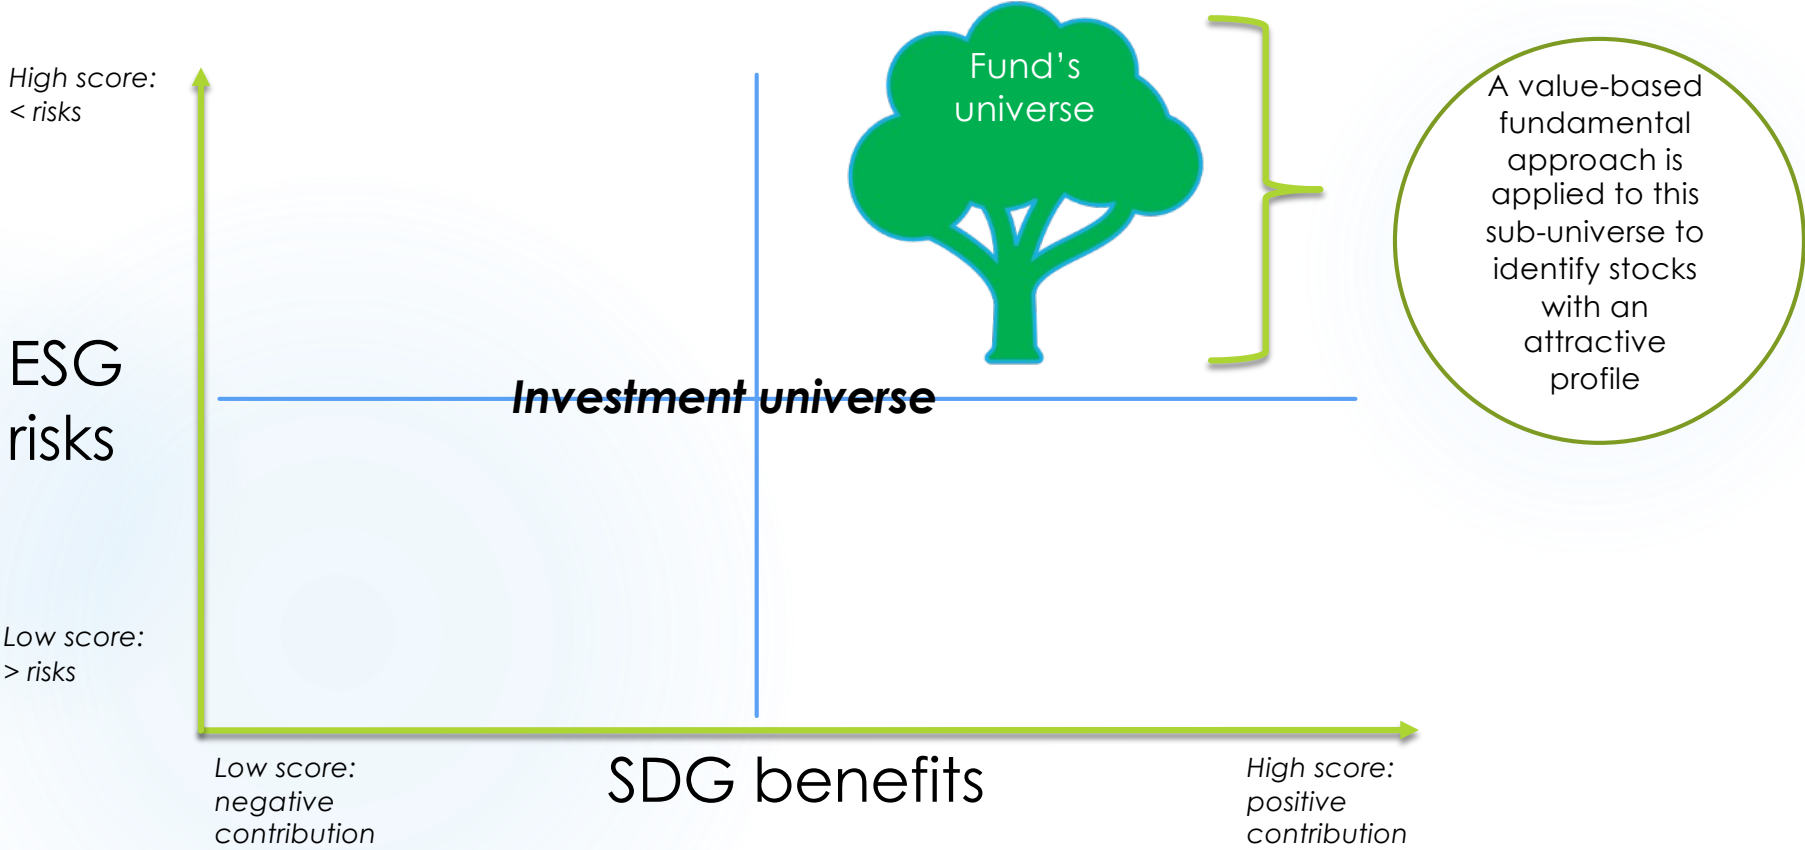 High score:
< risks
Fund's
universe
A value-based
fundamental
approach is
applied to this
sub-universe to
identify stocks
with an
attractive
profile
ESG
risks
Investment universe
Low score:
> risks
Low score:
negative
contribution
SDG benefits
High score:
positive
contribution